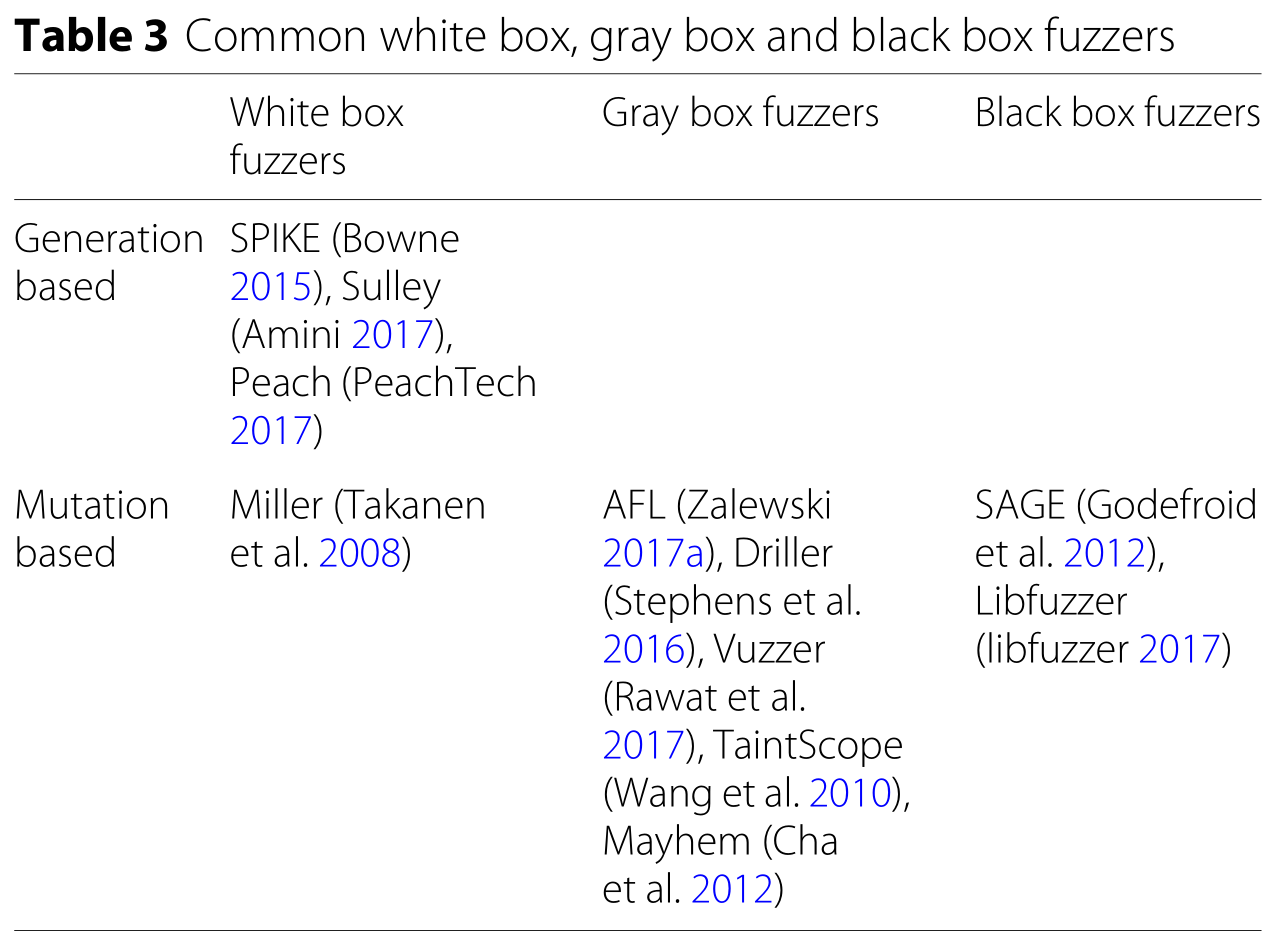 Table 3 Common white box, gray box and black box fuzzers
White box
fuzzers
Gray box fuzzers
Black box fuzzers
Generation
based
SPIKE (Bowne
2015), Sulley
(Amini 2017),
Peach (PeachTech
2017)
Mutation
based
Miller (Takanen
et al. 2008)
AFL (Zalewski
2017a), Driller
(Stephens et al.
2016), Vuzzer
(Rawat et al.
2017), TaintScope
(Wang et al. 2010),
Mayhem (Cha
et al. 2012)
SAGE (Godefroid
et al. 2012),
Libfuzzer
(libfuzzer 2017)